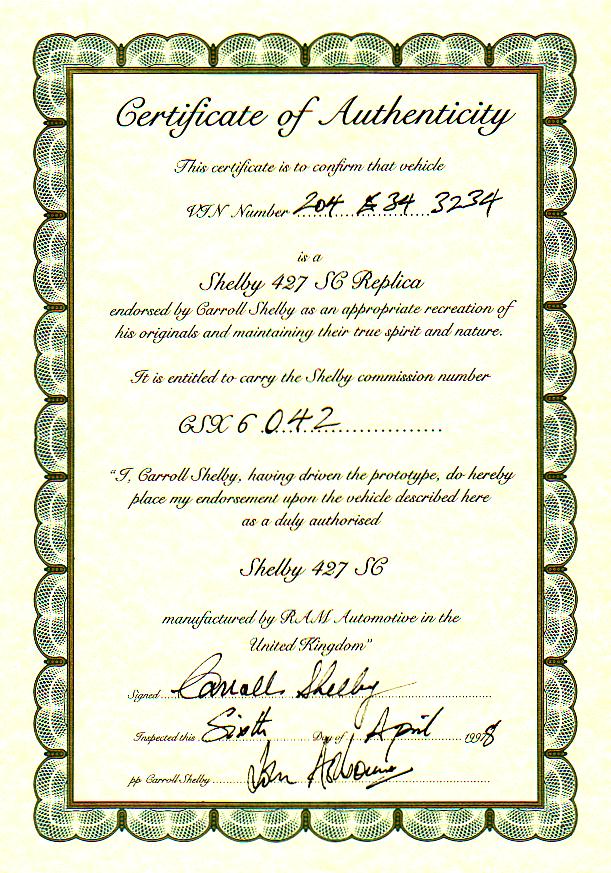 Certificate of Authenticity
This certificate is to confirm that vehicle
VIN Number 204 E34 3234
is a
Shelby 427 SC Replica
endorsed by Carroll Shelby as an appropriate recreation of
his originals and maintaining their true spirit and nature.
It is entitled to carry the Shelby commission number
CSX 6 042
"I, Carroll Shelby, having driven the prototype, do hereby
place my endorsement upon the vehicle described here
as a duly authorised
Shelby 427 SC
manufactured by RAM Automotive in the
United Kingdom"
Signed Carroll Shelby
Inspected this Sixth Day of April 1998
pp Carroll Shelby